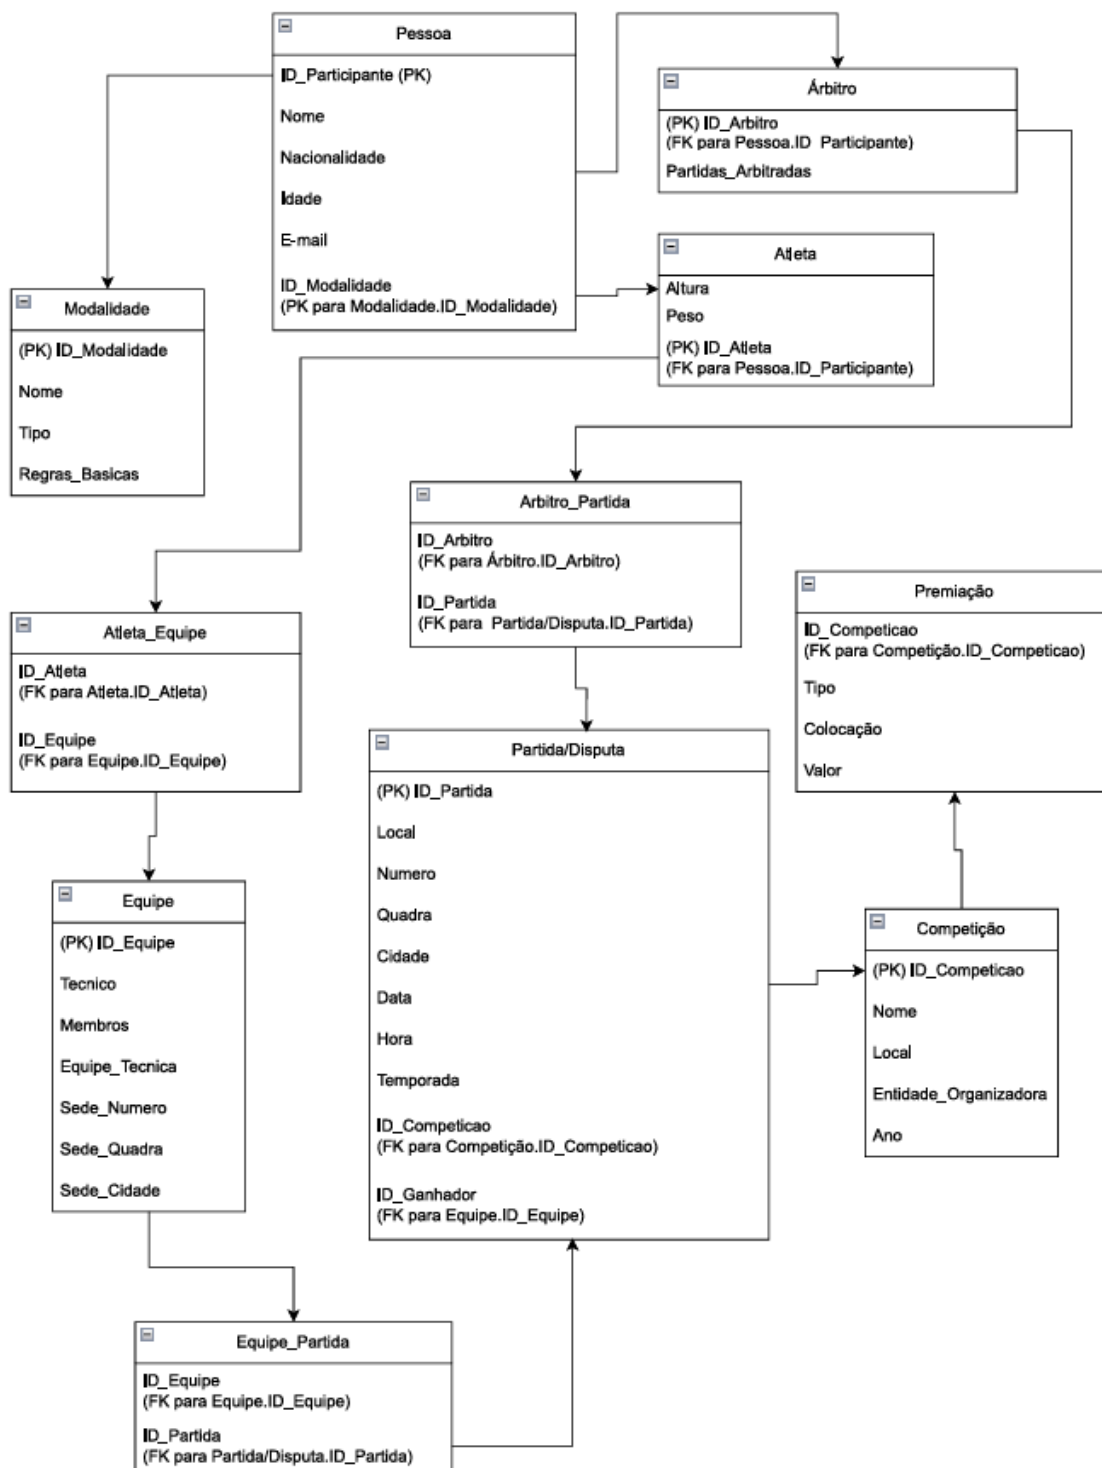 Pessoa
ID_Participante (PK)
Nome
Nacionalidade
Idade
E-mail
ID_Modalidade
(PK para Modalidade.ID_Modalidade)
Árbitro
(PK) ID_Arbitro
(FK para Pessoa.ID_Participante)
Partidas_Arbitradas
Atleta
Altura
Peso
(PK) ID_Atleta
(FK para Pessoa.ID_Participante)
Modalidade
(PK) ID_Modalidade
Nome
Tipo
Regras_Basicas
Arbitro_Partida
ID_Arbitro
(FK para Árbitro.ID_Arbitro)
ID_Partida
(FK para Partida/Disputa.ID_Partida)
Premiação
ID_Competicao
(FK para Competição.ID_Competicao)
Tipo
Colocação
Valor
Atleta_Equipe
ID_Atleta
(FK para Atleta.ID_Atleta)
ID_Equipe
(FK para Equipe.ID_Equipe)
Partida/Disputa
(PK) ID_Partida
Local
Numero
Quadra
Cidade
Data
Hora
Temporada
ID_Competicao
(FK para Competição.ID_Competicao)
ID_Ganhador
(FK para Equipe.ID_Equipe)
Equipe
(PK) ID_Equipe
Tecnico
Membros
Equipe_Tecnica
Sede_Numero
Sede_Quadra
Sede_Cidade
Competição
(PK) ID_Competicao
Nome
Local
Entidade_Organizadora
Ano
Equipe_Partida
ID_Equipe
(FK para Equipe.ID_Equipe)
ID_Partida
(FK para Partida/Disputa.ID_Partida)